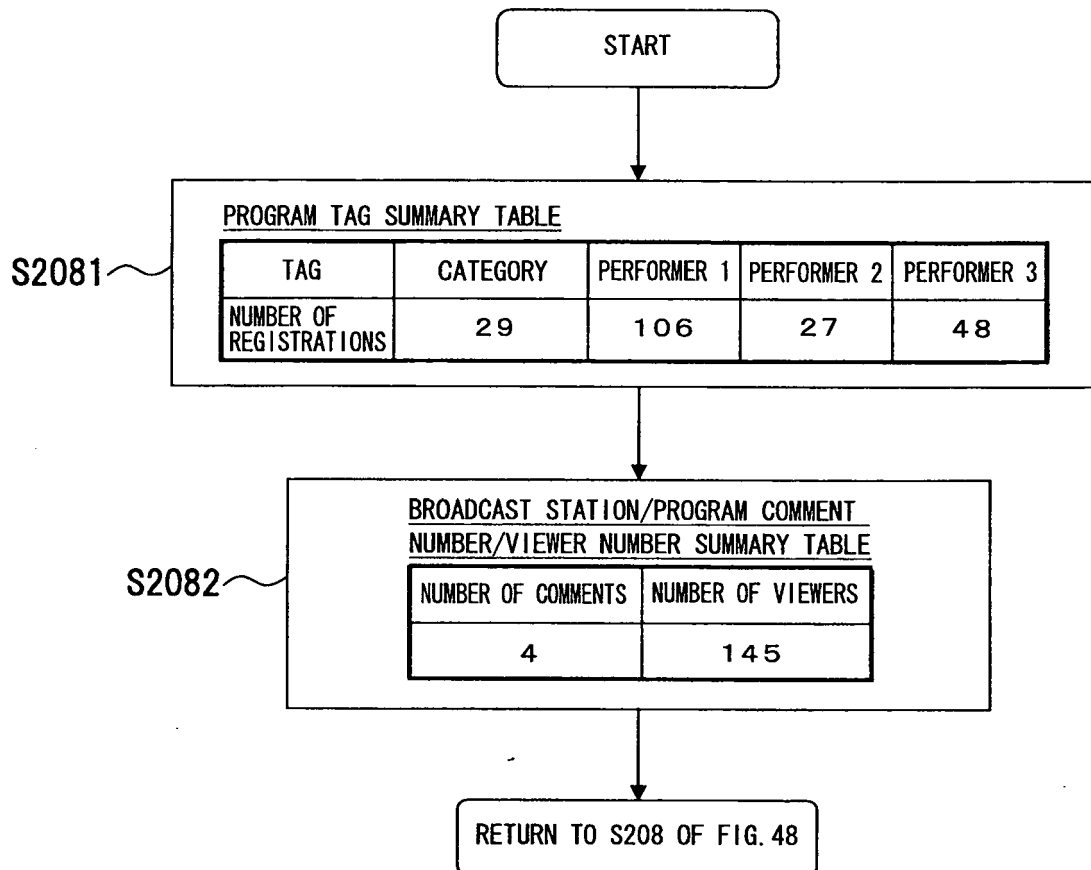 START
PROGRAM TAG SUMMARY TABLE
S2081
TAG CATEGORY PERFORMER 1 PERFORMER 2 PERFORMER 3
NUMBER OF
REGISTRATIONS
29 106 27 48
BROADCAST STATION/PROGRAM COMMENT
NUMBER/VIEWER NUMBER SUMMARY TABLE
S2082
NUMBER OF COMMENTS NUMBER OF VIEWERS
4 145
RETURN TO S208 OF FIG. 48